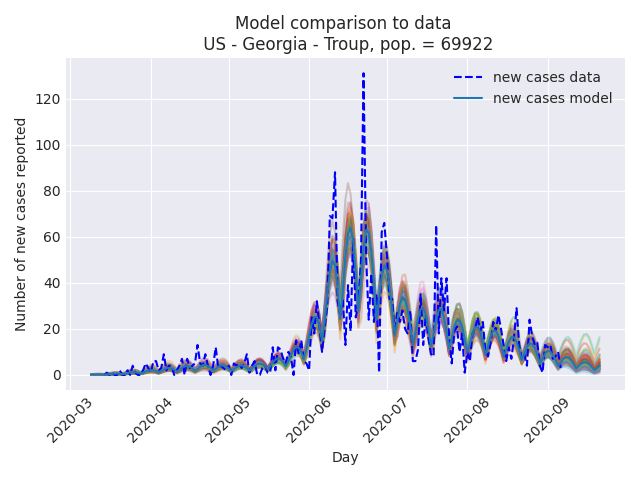 Model comparison to data
US - Georgia - Troup, pop. = 69922
new cases data
new cases model
Number of new cases reported
120
100
80
60
40
20
0
2020-03
2020-04
2020-05
2020-06
2020-07
2020-08
2020-09
Day